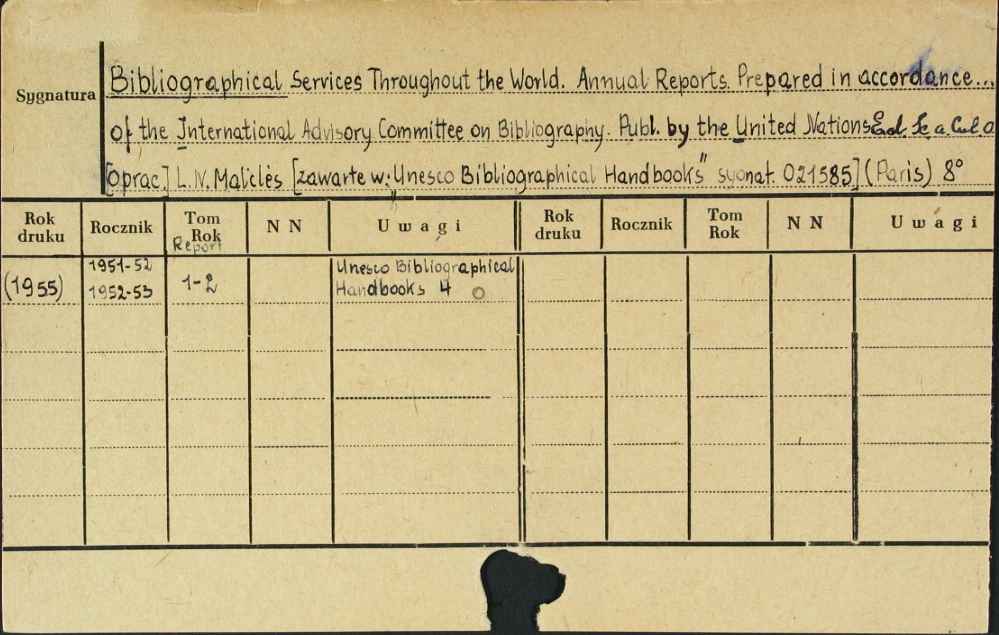 Sygnatura
Bibliographical Services Throughout the World. Annual Reports. Prepared in accordance...
of the International Advisory Committee on Bibliography. Publ. by the United Nations Ed. Sc a. Cul. O
[oprac.] L. N. Malclès [zawarte w: „Unesco Bibliographical Handbooks" sygnat. 021585] (Paris) 8°
Rok druku Rocznik Tom Rok N N Uwagi Rok druku Rocznik Tom Rok N N Uwagi
Report
(1955) 1951-52 1-2 Unesco Bibliographical
1952-53 Handbooks 4